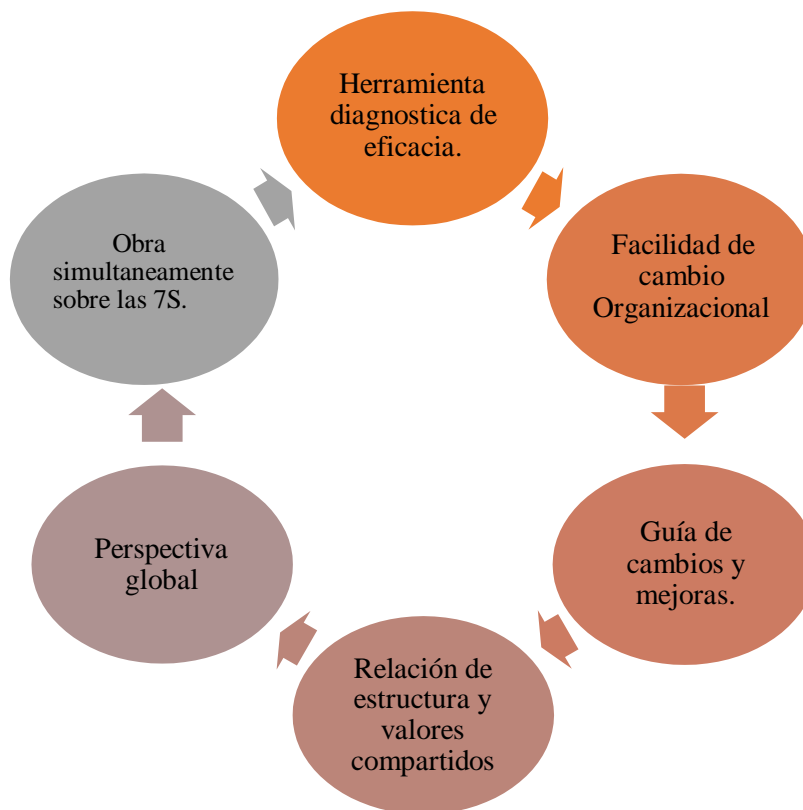 Herramienta
diagnostica de
eficacia.
Facilidad de
cambio
Organizacional
Guía de
cambios y
mejoras.
Relación de
estructura y
valores
compartidos
Perspectiva
global
Obra
simultaneamente
sobre las 7S.